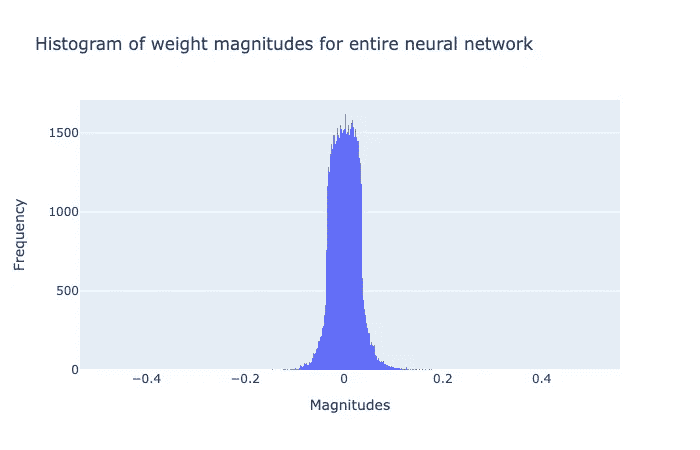 Histogram of weight magnitudes for entire neural network
1500
1000
500
0
Frequency
−0.4 −0.2 0 0.2 0.4
Magnitudes